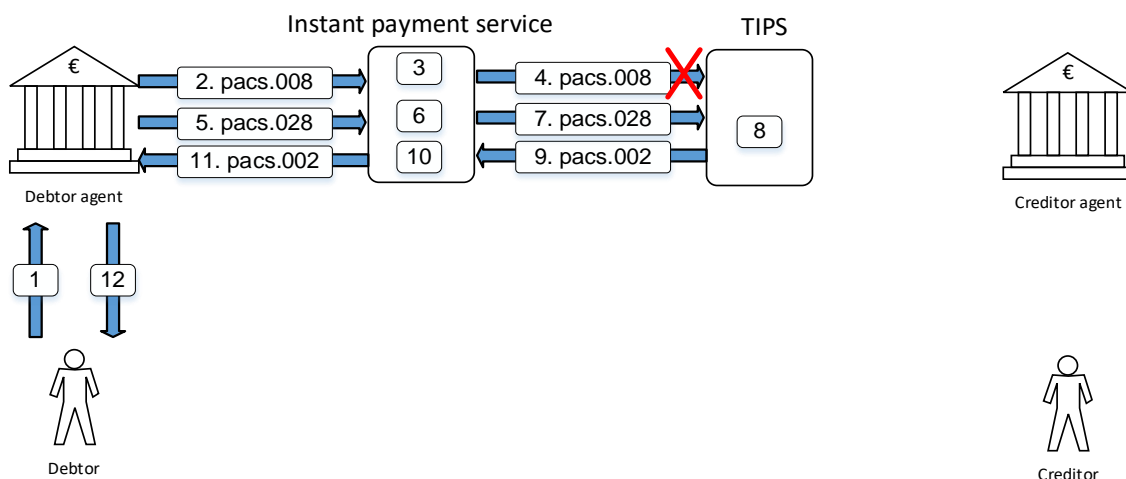 Instant payment service
TIPS
€
2. pacs.008
3
4. pacs.008
€
5. pacs.028
6
7. pacs.028
8
11. pacs.002
10
9. pacs.002
Debtor agent
Creditor agent
1
12
Debtor
Creditor